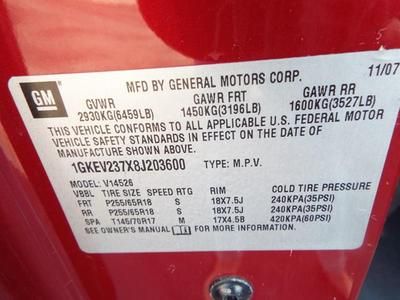 MFD BY GENERAL MOTORS CORP. 11/07
GM
GVWR GAWR FRT GAWR RR
2930KG(6459LB) 1450KG(3196LB) 1600KG(3527LB)
THIS VEHICLE CONFORMS TO ALL APPLICABLE U.S. FEDERAL MOTOR
VEHICLE SAFETY STANDARDS IN EFFECT ON THE DATE OF
MANUFACTURE SHOWN ABOVE.
1GKEV237X8J203600 TYPE: M.P.V.
MODEL: V14526
VBBL TIRE SIZE SPEED RTG RIM COLD TIRE PRESSURE
FRT P255/65R18 S 18X7.5J 240KPA(35PSI)
RR P255/65R18 S 18X7.5J 240KPA(35PSI)
SPA T145/70R17 M 17X4.5B 420KPA(60PSI)
SEE OWNER'S MANUAL FOR ADDITIONAL INFORMATION.